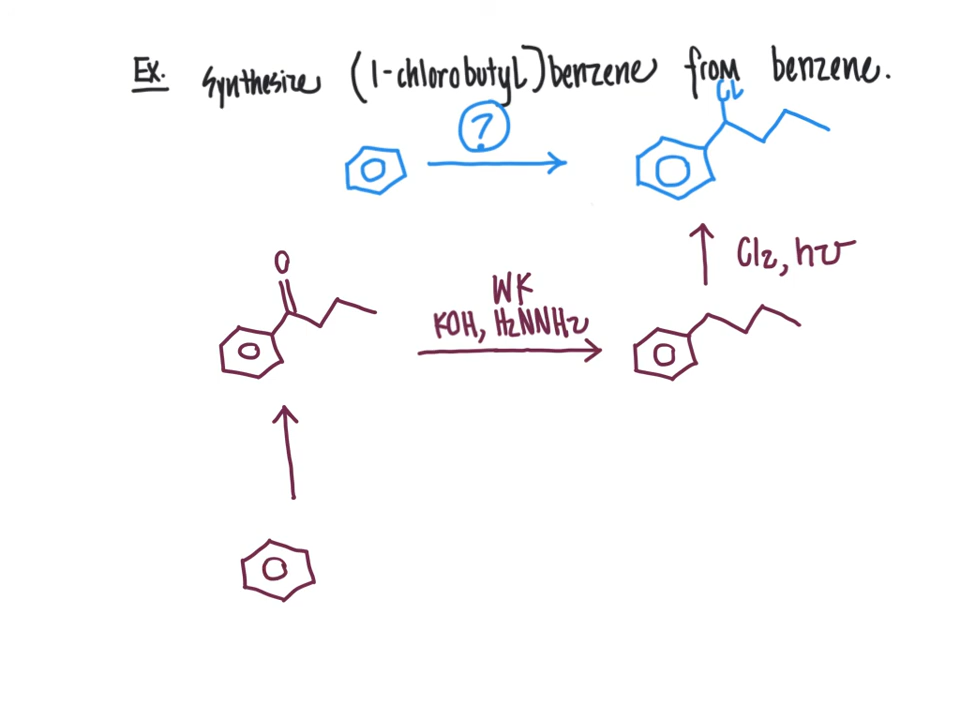 Ex. Synthesize (1-chlorobutyl)benzene from benzene.
Cl
?
Cl2, hν
O
WK
KOH, H2NNH2